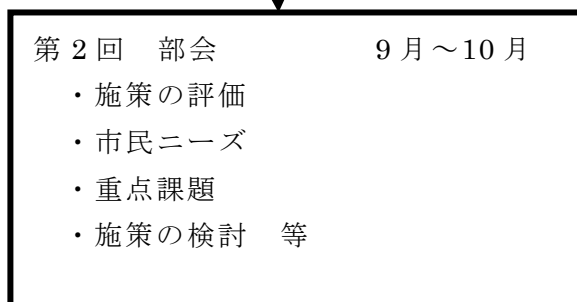 第2回　部会　　　　　9月～10月
・施策の評価
・市民ニーズ
・重点課題
・施策の検討　等